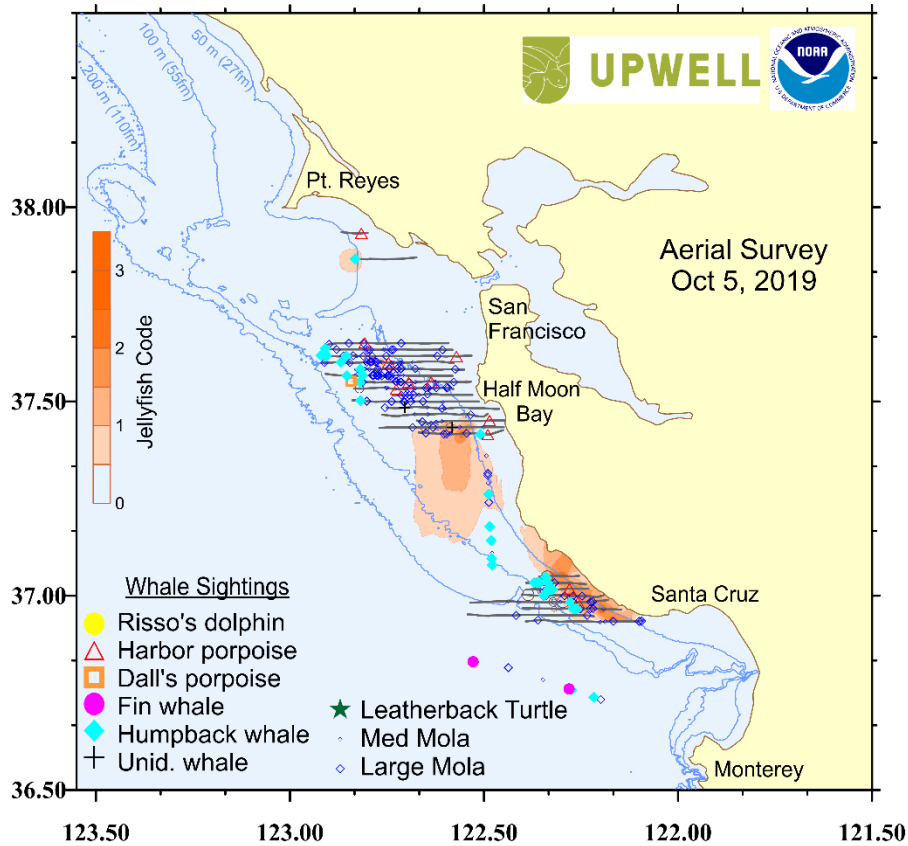 UPWELL
NATIONAL OCEANIC AND ATMOSPHERIC ADMINISTRATION
NOAA
U.S. DEPARTMENT OF COMMERCE
200 m (110fm)
100 m (55fm)
50 m (27fm)
Pt. Reyes
38.00
Aerial Survey
Oct 5, 2019
San
Francisco
3
2
1
0
Jellyfish Code
37.50
Half Moon
Bay
37.00
Santa Cruz
Whale Sightings
Risso's dolphin
Harbor porpoise
Dall's porpoise
Fin whale
Humpback whale
Unid. whale
Leatherback Turtle
Med Mola
Large Mola
Monterey
36.50
123.50
123.00
122.50
122.00
121.50